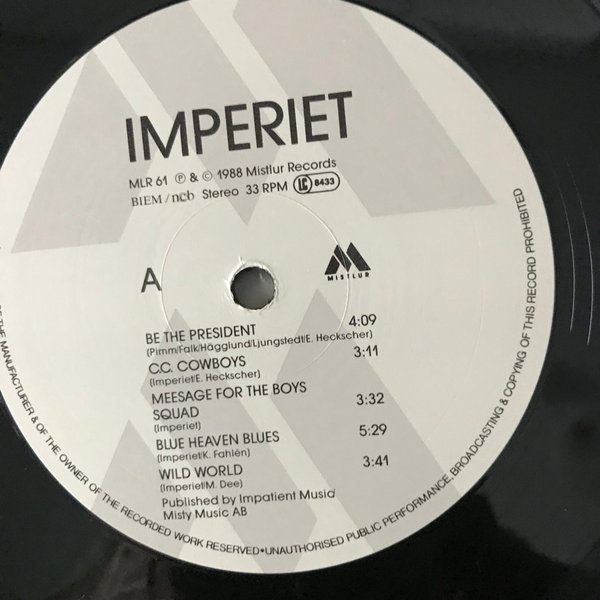 IMPERIET
MLR 61 Ⓟ & © 1988 Mistlur Records
BIEM/ncb Stereo 33 RPM LC 8433
A
MISTLUR
BE THE PRESIDENT 4:09
(Pimm/Falk/Hägglund/Ljungstedt/E. Heckscher)
C.C. COWBOYS 3:11
(Imperiet/E. Heckscher)
MEESAGE FOR THE BOYS
SQUAD 3:32
(Imperiet)
BLUE HEAVEN BLUES 5:29
(Imperiet/K. Fahlén)
WILD WORLD 3:41
(Imperiet/M. Dee)
Published by Impatient Music/
Misty Music AB
OF THE MANUFACTURER & OF THE OWNER OF THE RECORDED WORK RESERVED•UNAUTHORISED PUBLIC PERFORMANCE, BROADCASTING & COPYING OF THIS RECORD PROHIBITED